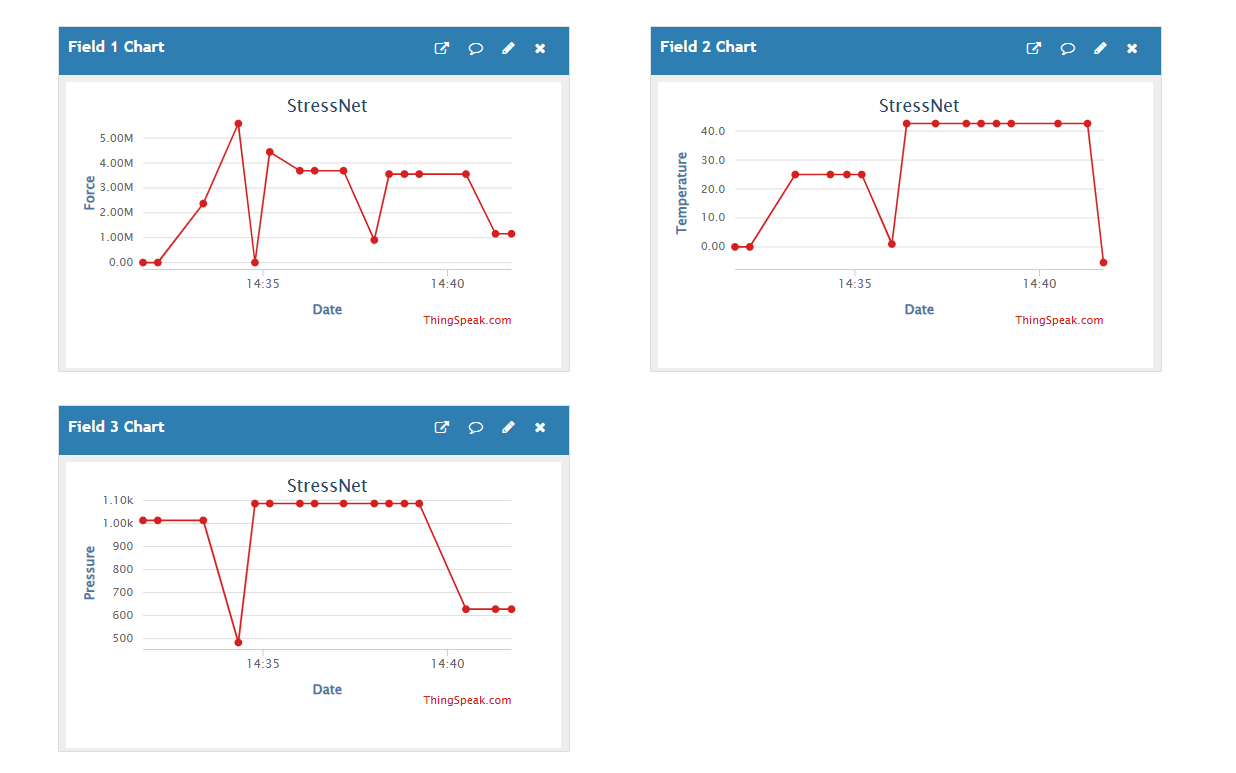 Field 1 Chart
StressNet
Force
5.00M
4.00M
3.00M
2.00M
1.00M
0.00
14:35 14:40
Date
ThingSpeak.com
Field 2 Chart
StressNet
Temperature
40.0
30.0
20.0
10.0
0.00
14:35 14:40
Date
ThingSpeak.com
Field 3 Chart
StressNet
Pressure
1.10k
1.00k
900
800
700
600
500
14:35 14:40
Date
ThingSpeak.com